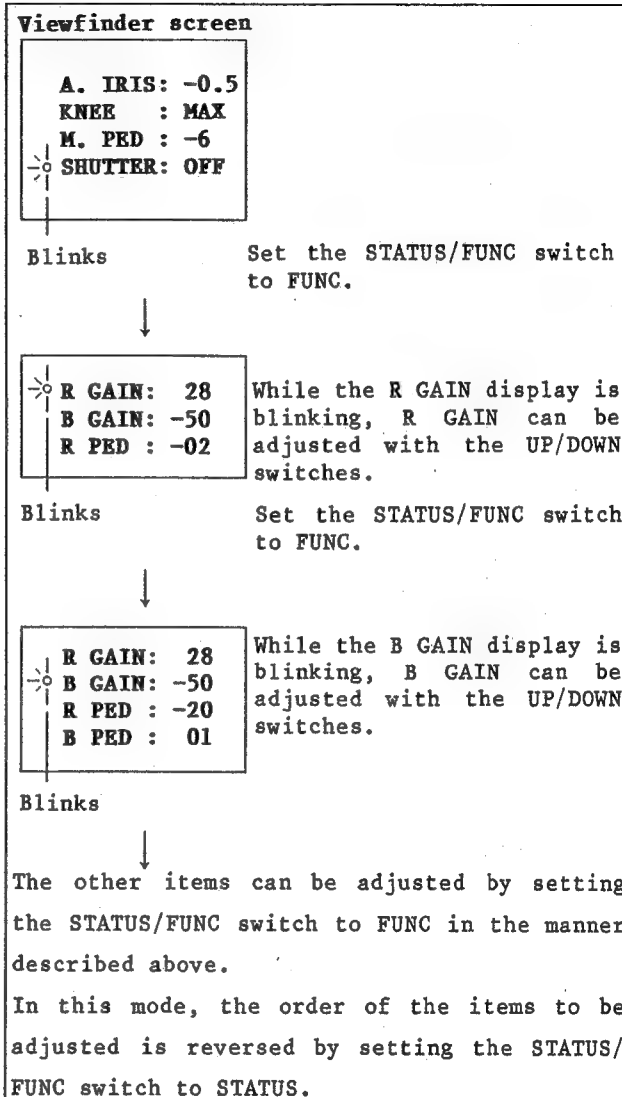 Viewfinder screen
A. IRIS: -0.5
KNEE : MAX
M. PED : -6
SHUTTER: OFF
Blinks
Set the STATUS/FUNC switch
to FUNC.
R GAIN: 28
B GAIN: -50
R PED : -02
While the R GAIN display is
blinking, R GAIN can be
adjusted with the UP/DOWN
switches.
Blinks
Set the STATUS/FUNC switch
to FUNC.
R GAIN: 28
B GAIN: -50
R PED : -20
B PED : 01
While the B GAIN display is
blinking, B GAIN can be
adjusted with the UP/DOWN
switches.
Blinks
The other items can be adjusted by setting
the STATUS/FUNC switch to FUNC in the manner
described above.
In this mode, the order of the items to be
adjusted is reversed by setting the STATUS/
FUNC switch to STATUS.